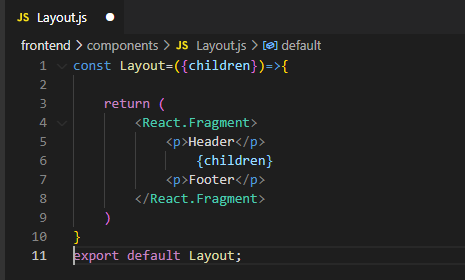 JS Layout.js
frontend > components > JS Layout.js > default
1 const Layout=({children})=>{
2
3     return (
4         <React.Fragment>
5             <p>Header</p>
6                 {children}
7             <p>Footer</p>
8         </React.Fragment>
9     )
10 }
11 export default Layout;